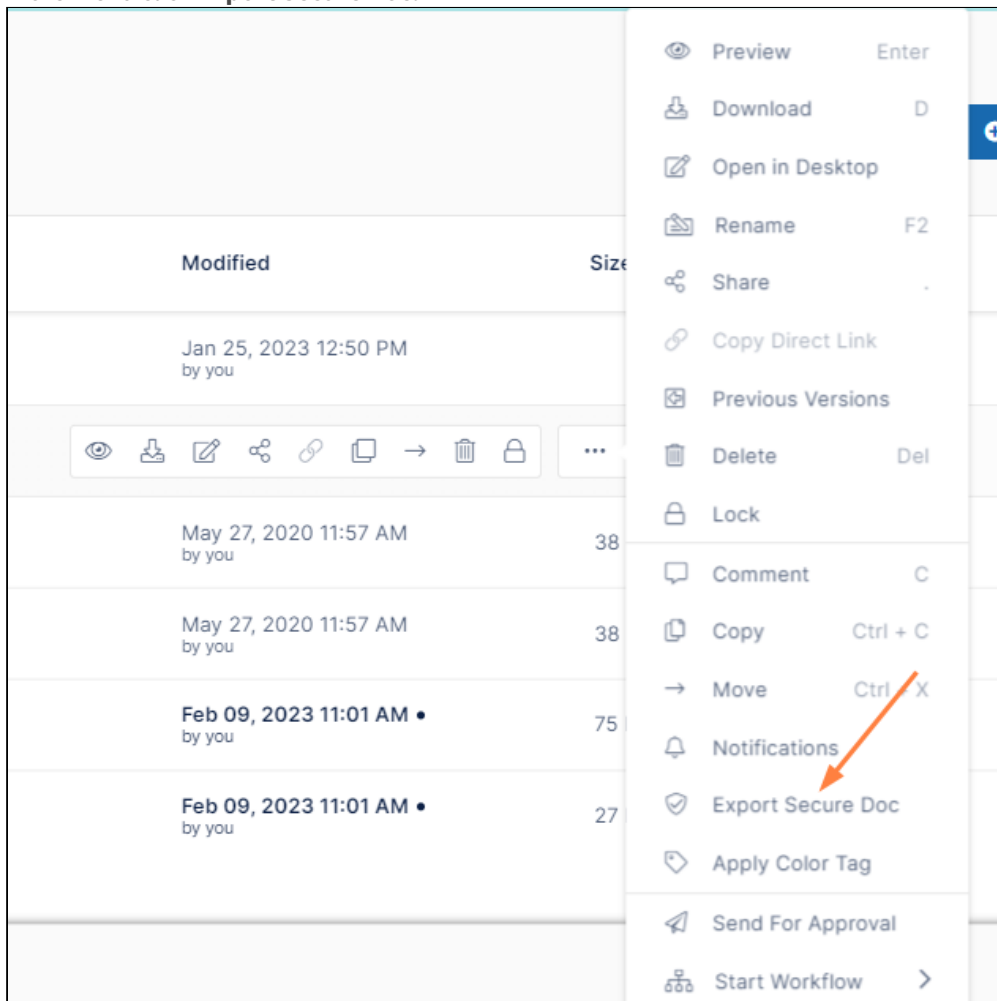 Preview Enter
Download D
Open in Desktop
Rename F2
Modified
Size
Share .
Jan 25, 2023 12:50 PM
by you
Copy Direct Link
Previous Versions
...
Delete Del
Lock
May 27, 2020 11:57 AM
by you
38
Comment C
May 27, 2020 11:57 AM
by you
38
Copy Ctrl + C
Move Ctrl + X
Feb 09, 2023 11:01 AM •
by you
75
Notifications
Feb 09, 2023 11:01 AM •
by you
27
Export Secure Doc
Apply Color Tag
Send For Approval
Start Workflow >